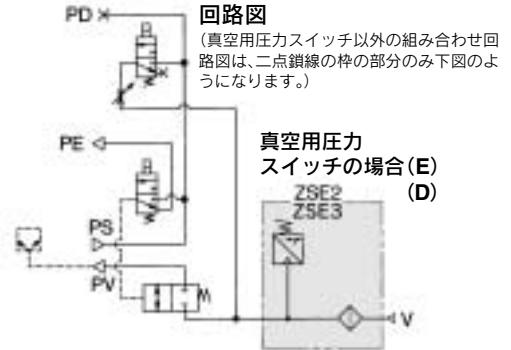 回路図
(真空用圧力スイッチ以外の組み合わせ回
路図は、二点鎖線の枠の部分のみ下図のよ
うになります。)
PD
PE
真空用圧力
スイッチの場合(E)
(D)
ZSE2
ZSE3
PS
PV
V